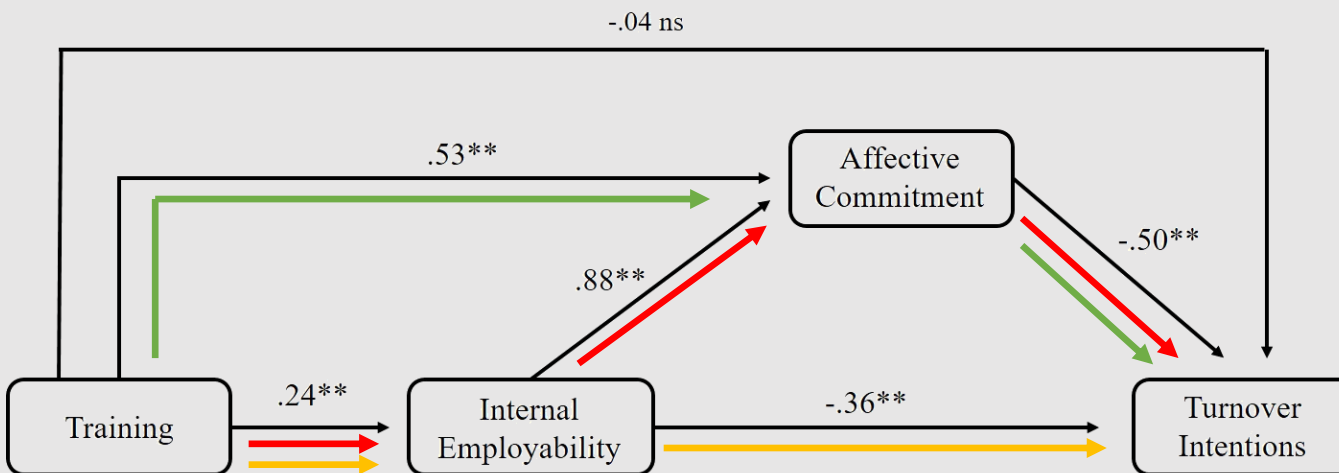 -.04 ns
.53**
Affective
Commitment
-.50**
.88**
Training
.24**
Internal
Employability
-.36**
Turnover
Intentions